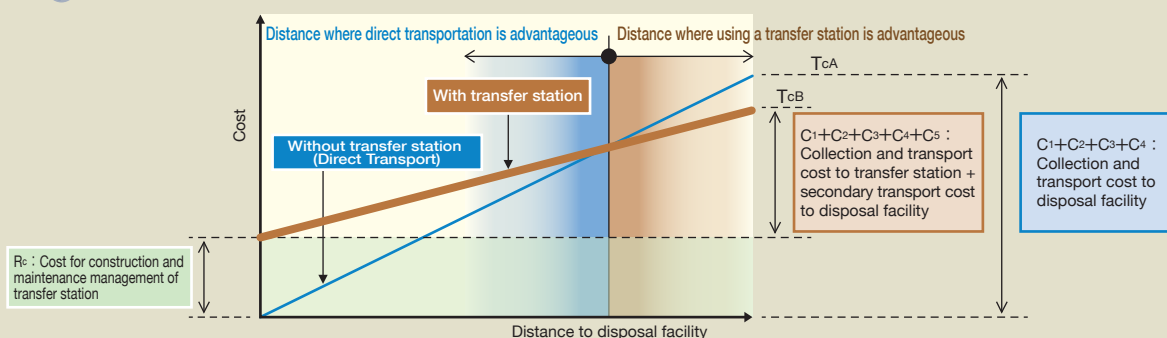 Distance where direct transportation is advantageous
Distance where using a transfer station is advantageous
TcA
TcB
With transfer station
Cost
Without transfer station
(Direct Transport)
C1+C2+C3+C4+C5：
Collection and transport
cost to transfer station +
secondary transport cost
to disposal facility
C1+C2+C3+C4：
Collection and
transport cost to
disposal facility
Rc：Cost for construction and
maintenance management of
transfer station
Distance to disposal facility